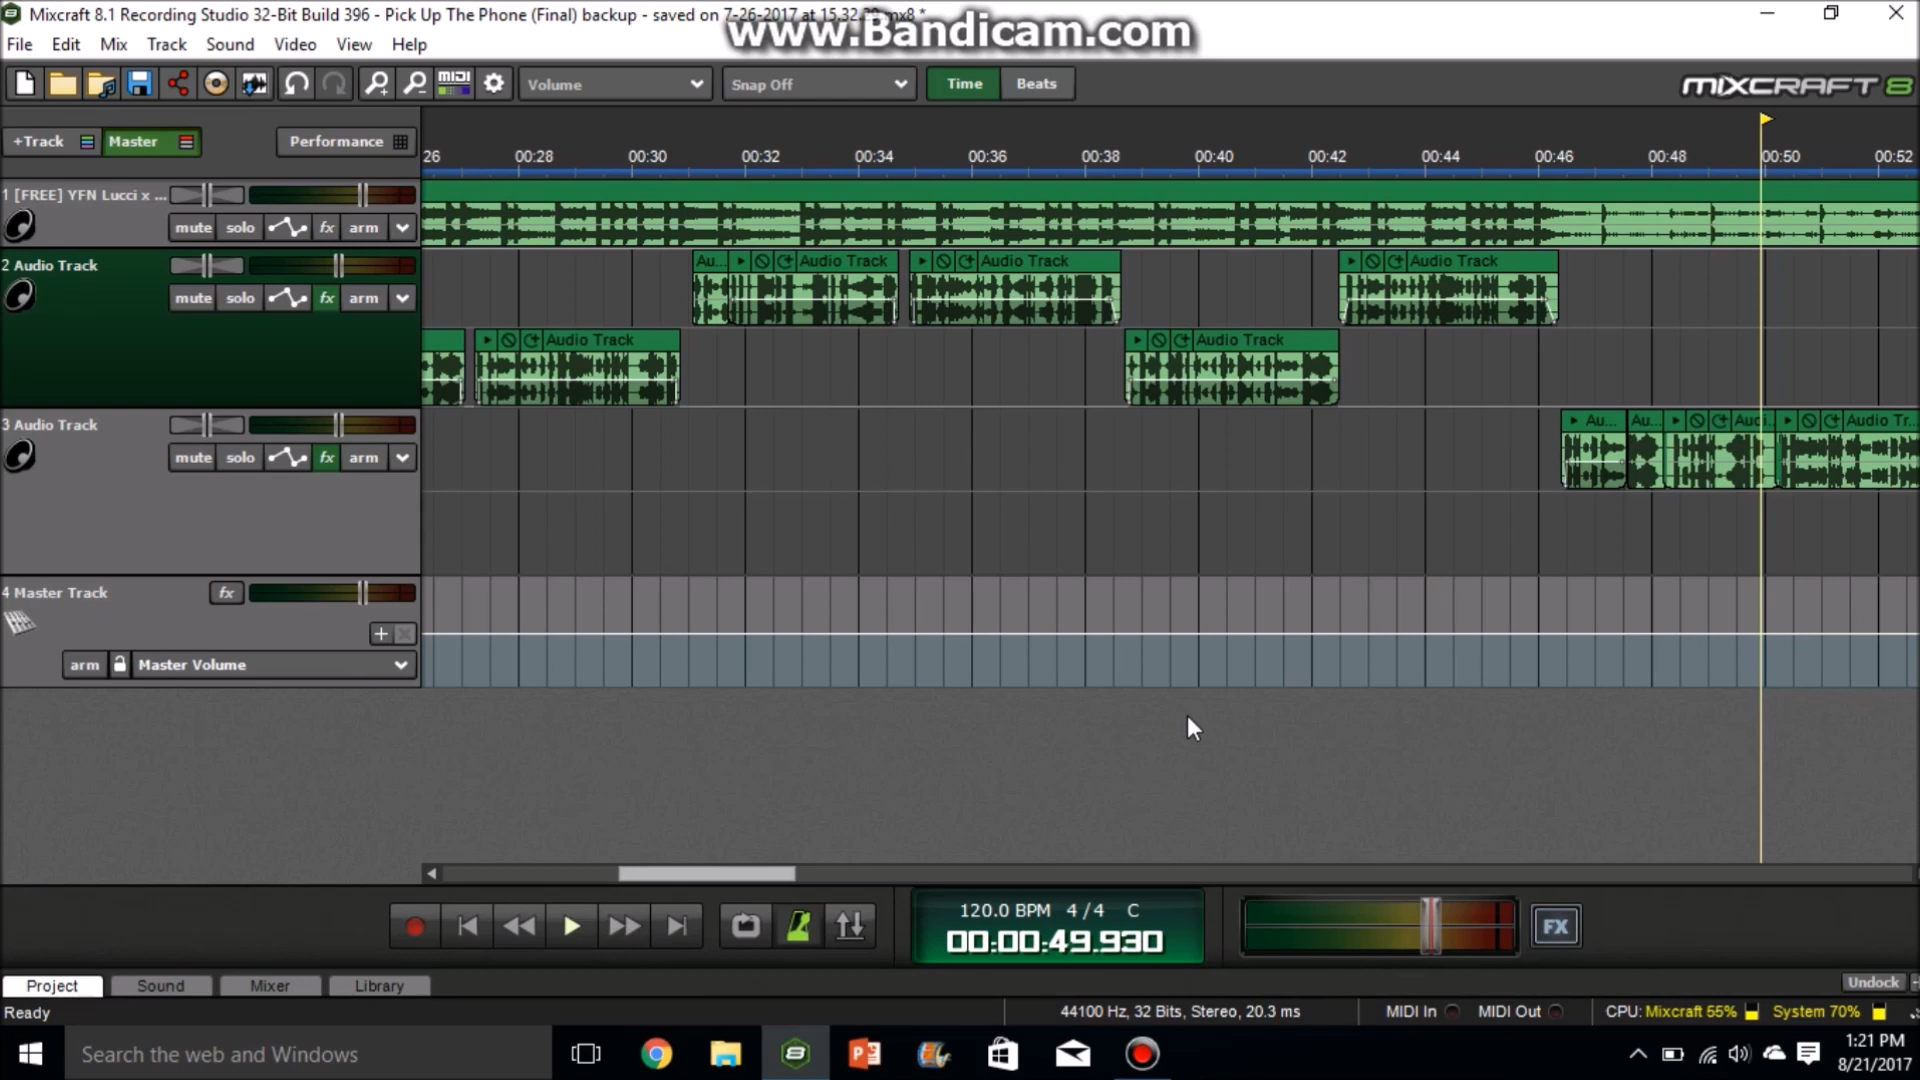 Mixcraft 8.1 Recording Studio 32-Bit Build 396 - Pick Up The Phone (Final) backup - saved on 7-26-2017 at 15.32. .mx8 *
www.Bandicam.com
File Edit Mix Track Sound Video View Help
MIDI Volume Snap Off Time Beats MIXCRAFT 8
+Track Master Performance
26 00:28 00:30 00:32 00:34 00:36 00:38 00:40 00:42 00:44 00:46 00:48 00:50 00:52
1 [FREE] YFN Lucci x ...
mute solo fx arm
2 Audio Track
Au... Audio Track Audio Track Audio Track
mute solo fx arm
Audio Track Audio Track
3 Audio Track
Au... Au... Audi... Audio Tr...
mute solo fx arm
4 Master Track fx
arm Master Volume
120.0 BPM 4/4 C
00:00:49.930
FX
Project Sound Mixer Library Undock
Ready 44100 Hz, 32 Bits, Stereo, 20.3 ms MIDI In MIDI Out CPU: Mixcraft 55% System 70%
Search the web and Windows
1:21 PM
8/21/2017